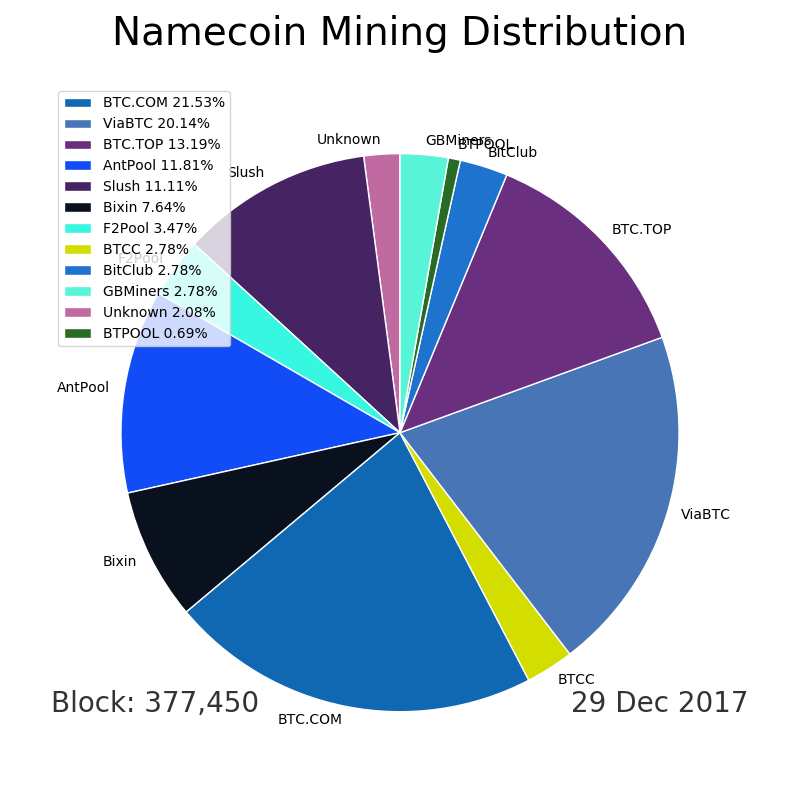 Namecoin Mining Distribution
BTC.COM 21.53%
ViaBTC 20.14%
BTC.TOP 13.19%
AntPool 11.81%
Slush 11.11%
Bixin 7.64%
F2Pool 3.47%
BTCC 2.78%
BitClub 2.78%
GBMiners 2.78%
Unknown 2.08%
BTPOOL 0.69%
Unknown
GBMiners
BTPOOL
BitClub
Slush
BTC.TOP
F2Pool
AntPool
ViaBTC
Bixin
BTCC
BTC.COM
Block: 377,450
29 Dec 2017